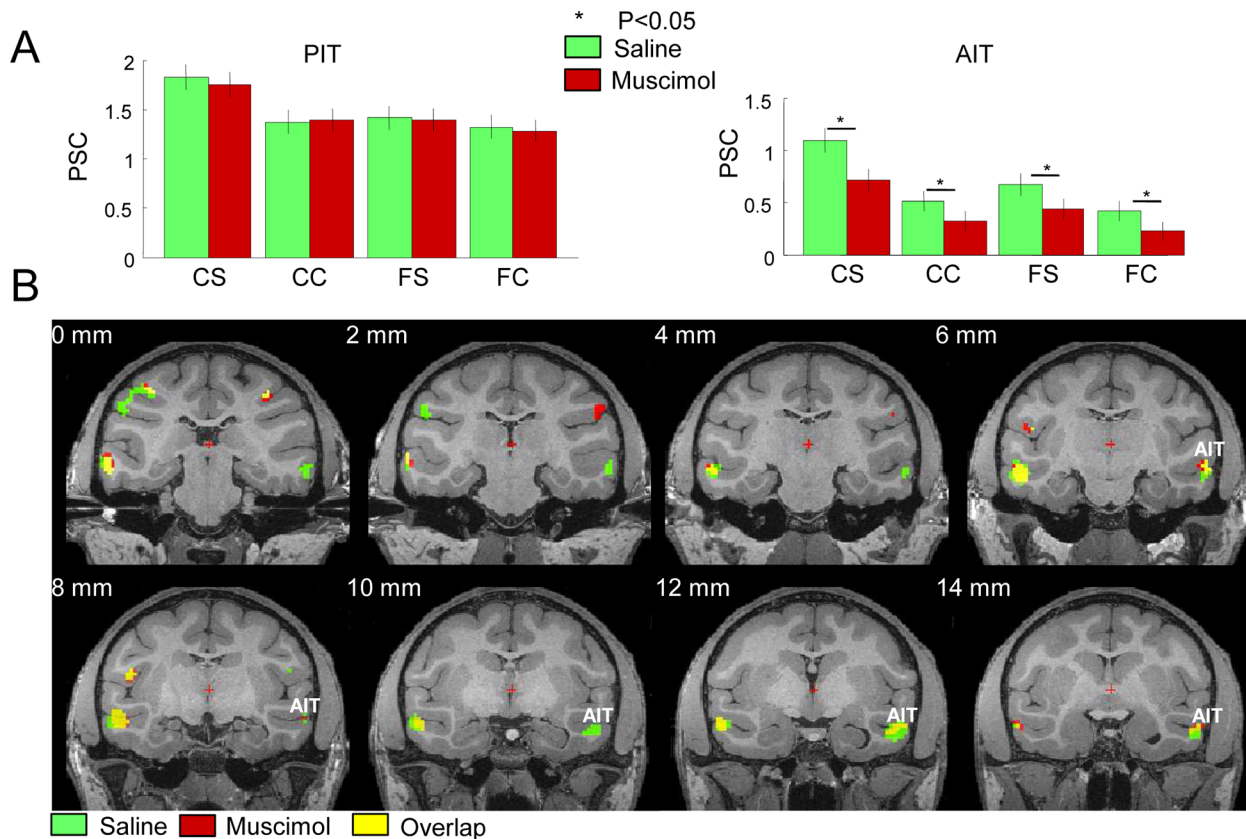 A
* P<0.05
Saline
Muscimol
PIT
2
1.5
1
0.5
0
PSC
CS CC FS FC
AIT
1
0.5
0
PSC
CS CC FS FC
*
*
*
*
B
0 mm 2 mm 4 mm 6 mm
AIT
8 mm 10 mm 12 mm 14 mm
AIT AIT AIT AIT
Saline Muscimol Overlap